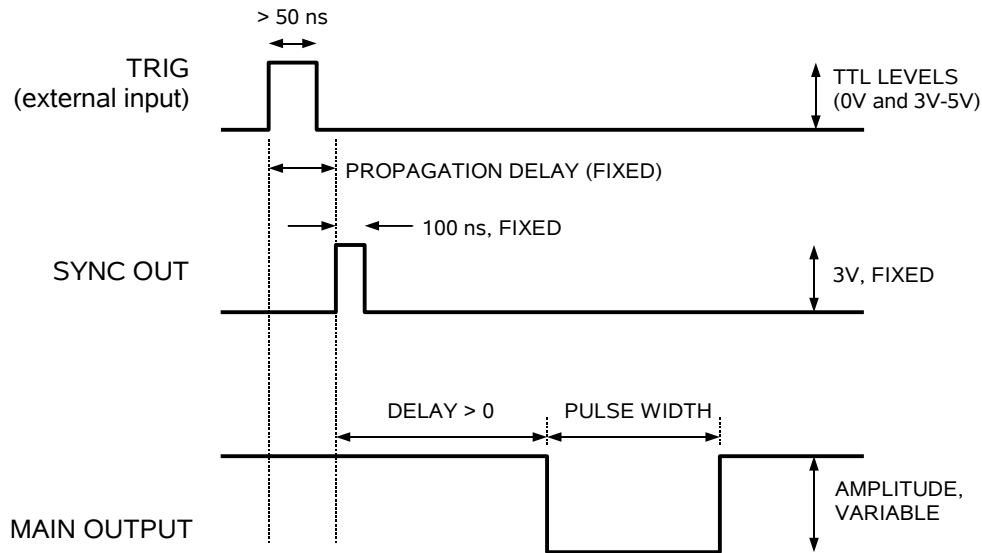 > 50 ns
TRIG
(external input)
TTL LEVELS
(0V and 3V-5V)
PROPAGATION DELAY (FIXED)
100 ns, FIXED
SYNC OUT
3V, FIXED
DELAY > 0
PULSE WIDTH
MAIN OUTPUT
AMPLITUDE,
VARIABLE